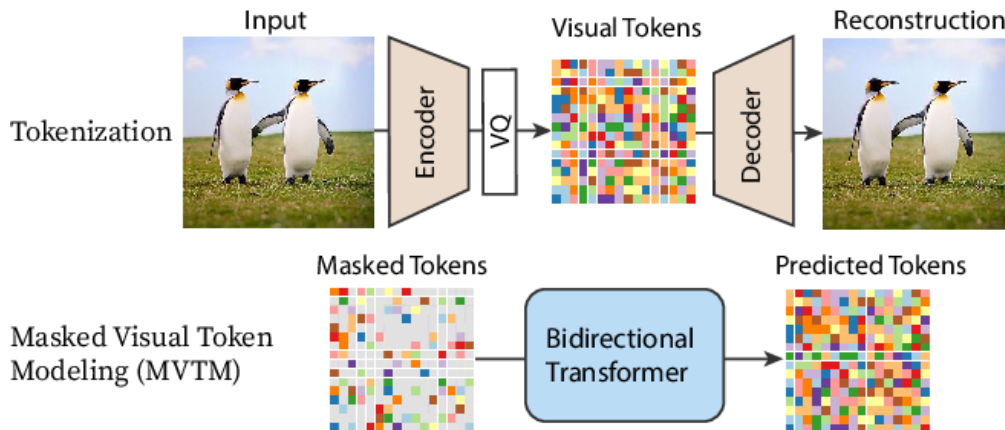 Input
Visual Tokens
Reconstruction
Tokenization
Encoder
VQ
Decoder
Masked Tokens
Predicted Tokens
Masked Visual Token
Modeling (MVTM)
Bidirectional
Transformer